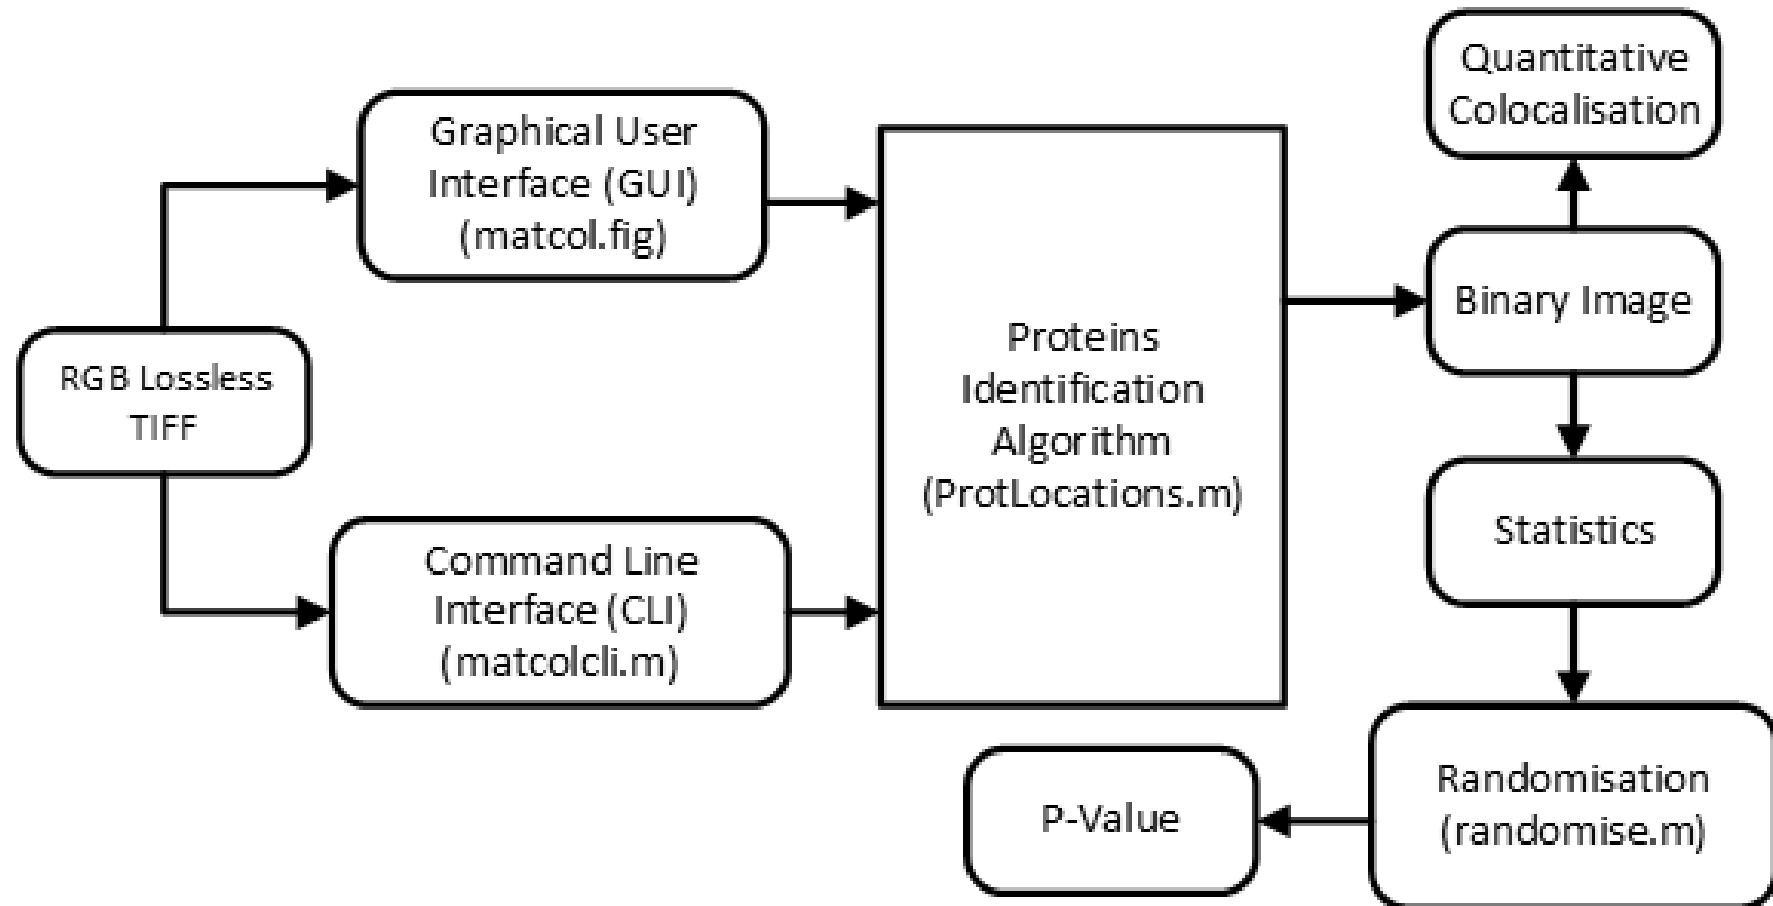 Quantitative
Colocalisation
Graphical User
Interface (GUI)
(matcol.fig)
Binary Image
Proteins
Identification
Algorithm
(ProtLocations.m)
RGB Lossless
TIFF
Statistics
Command Line
Interface (CLI)
(matcolcli.m)
Randomisation
(randomise.m)
P-Value